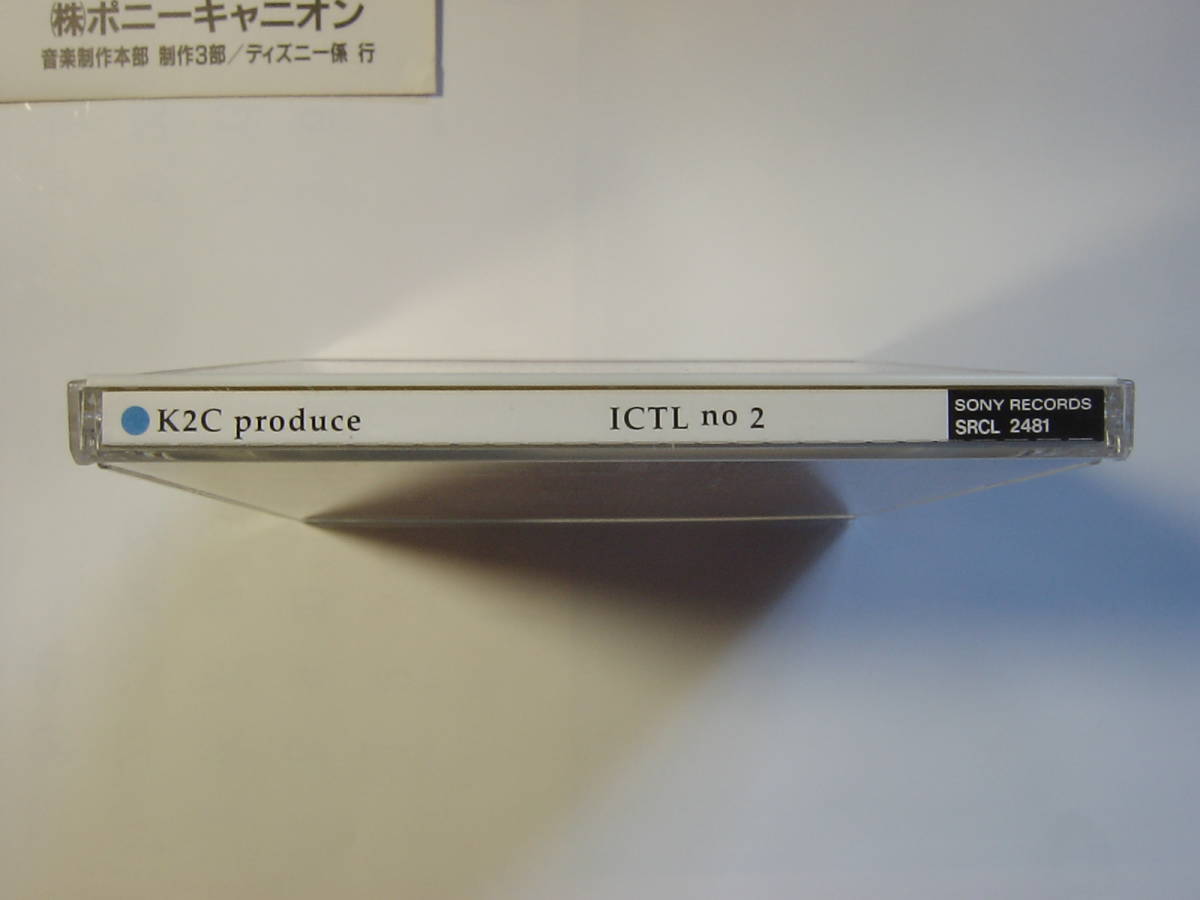 ㈱ポニーキャニオン
音楽制作本部 制作3部/ディズニー係 行
K2C produce ICTL no 2
SONY RECORDS
SRCL 2481